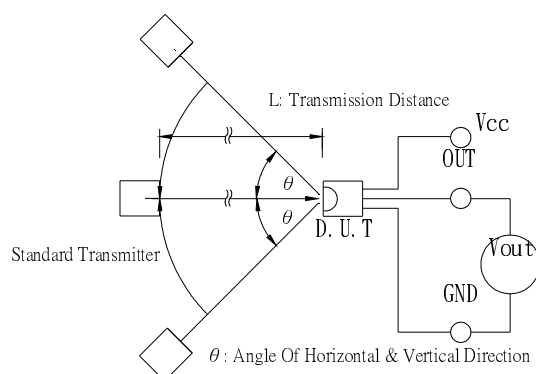 L: Transmission Distance
Vcc
OUT
θ
θ
D. U. T
Standard Transmitter
Vout
GND
θ : Angle Of Horizontal & Vertical Direction